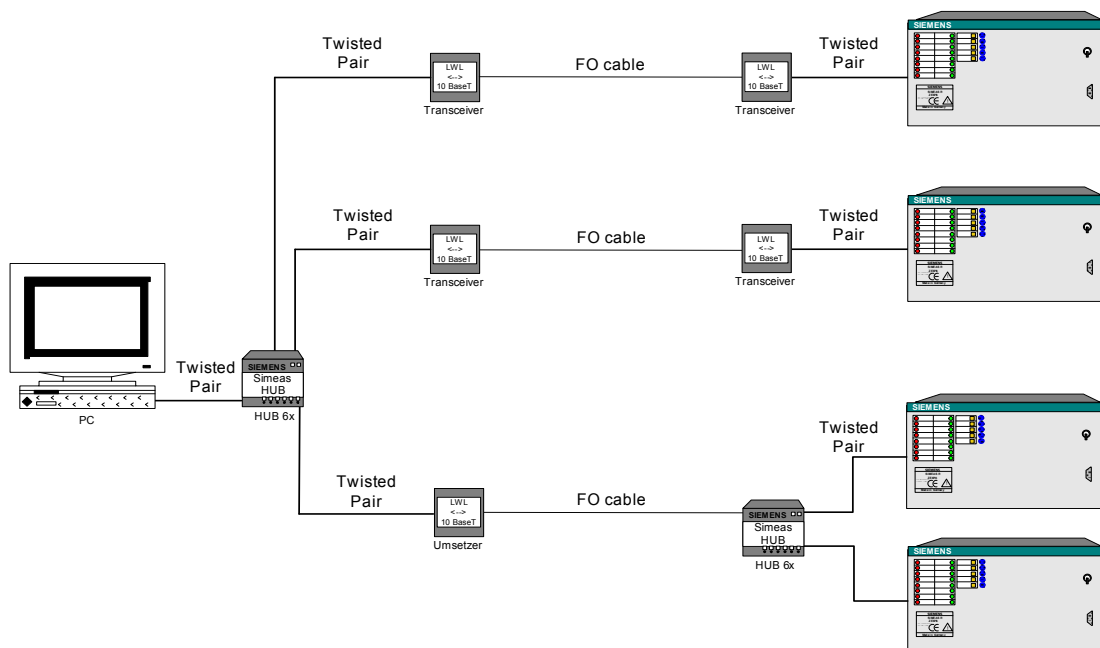 SIEMENS
Twisted
Pair
LWL
<-->
10 BaseT
Transceiver
FO cable
LWL
<-->
10 BaseT
Transceiver
Twisted
Pair
SIEMENS
Twisted
Pair
LWL
<-->
10 BaseT
Transceiver
FO cable
LWL
<-->
10 BaseT
Transceiver
Twisted
Pair
PC
Twisted
Pair
SIEMENS
Simeas
HUB
HUB 6x
SIEMENS
Twisted
Pair
Twisted
Pair
LWL
<-->
10 BaseT
Umsetzer
FO cable
SIEMENS
Simeas
HUB
HUB 6x
SIEMENS